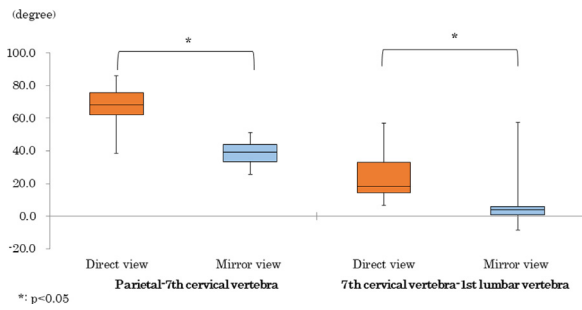 (degree)
*
*
100.0
80.0
60.0
40.0
20.0
0.0
-20.0
Direct view Mirror view Direct view Mirror view
Parietal-7th cervical vertebra 7th cervical vertebra-1st lumbar vertebra
*: p<0.05